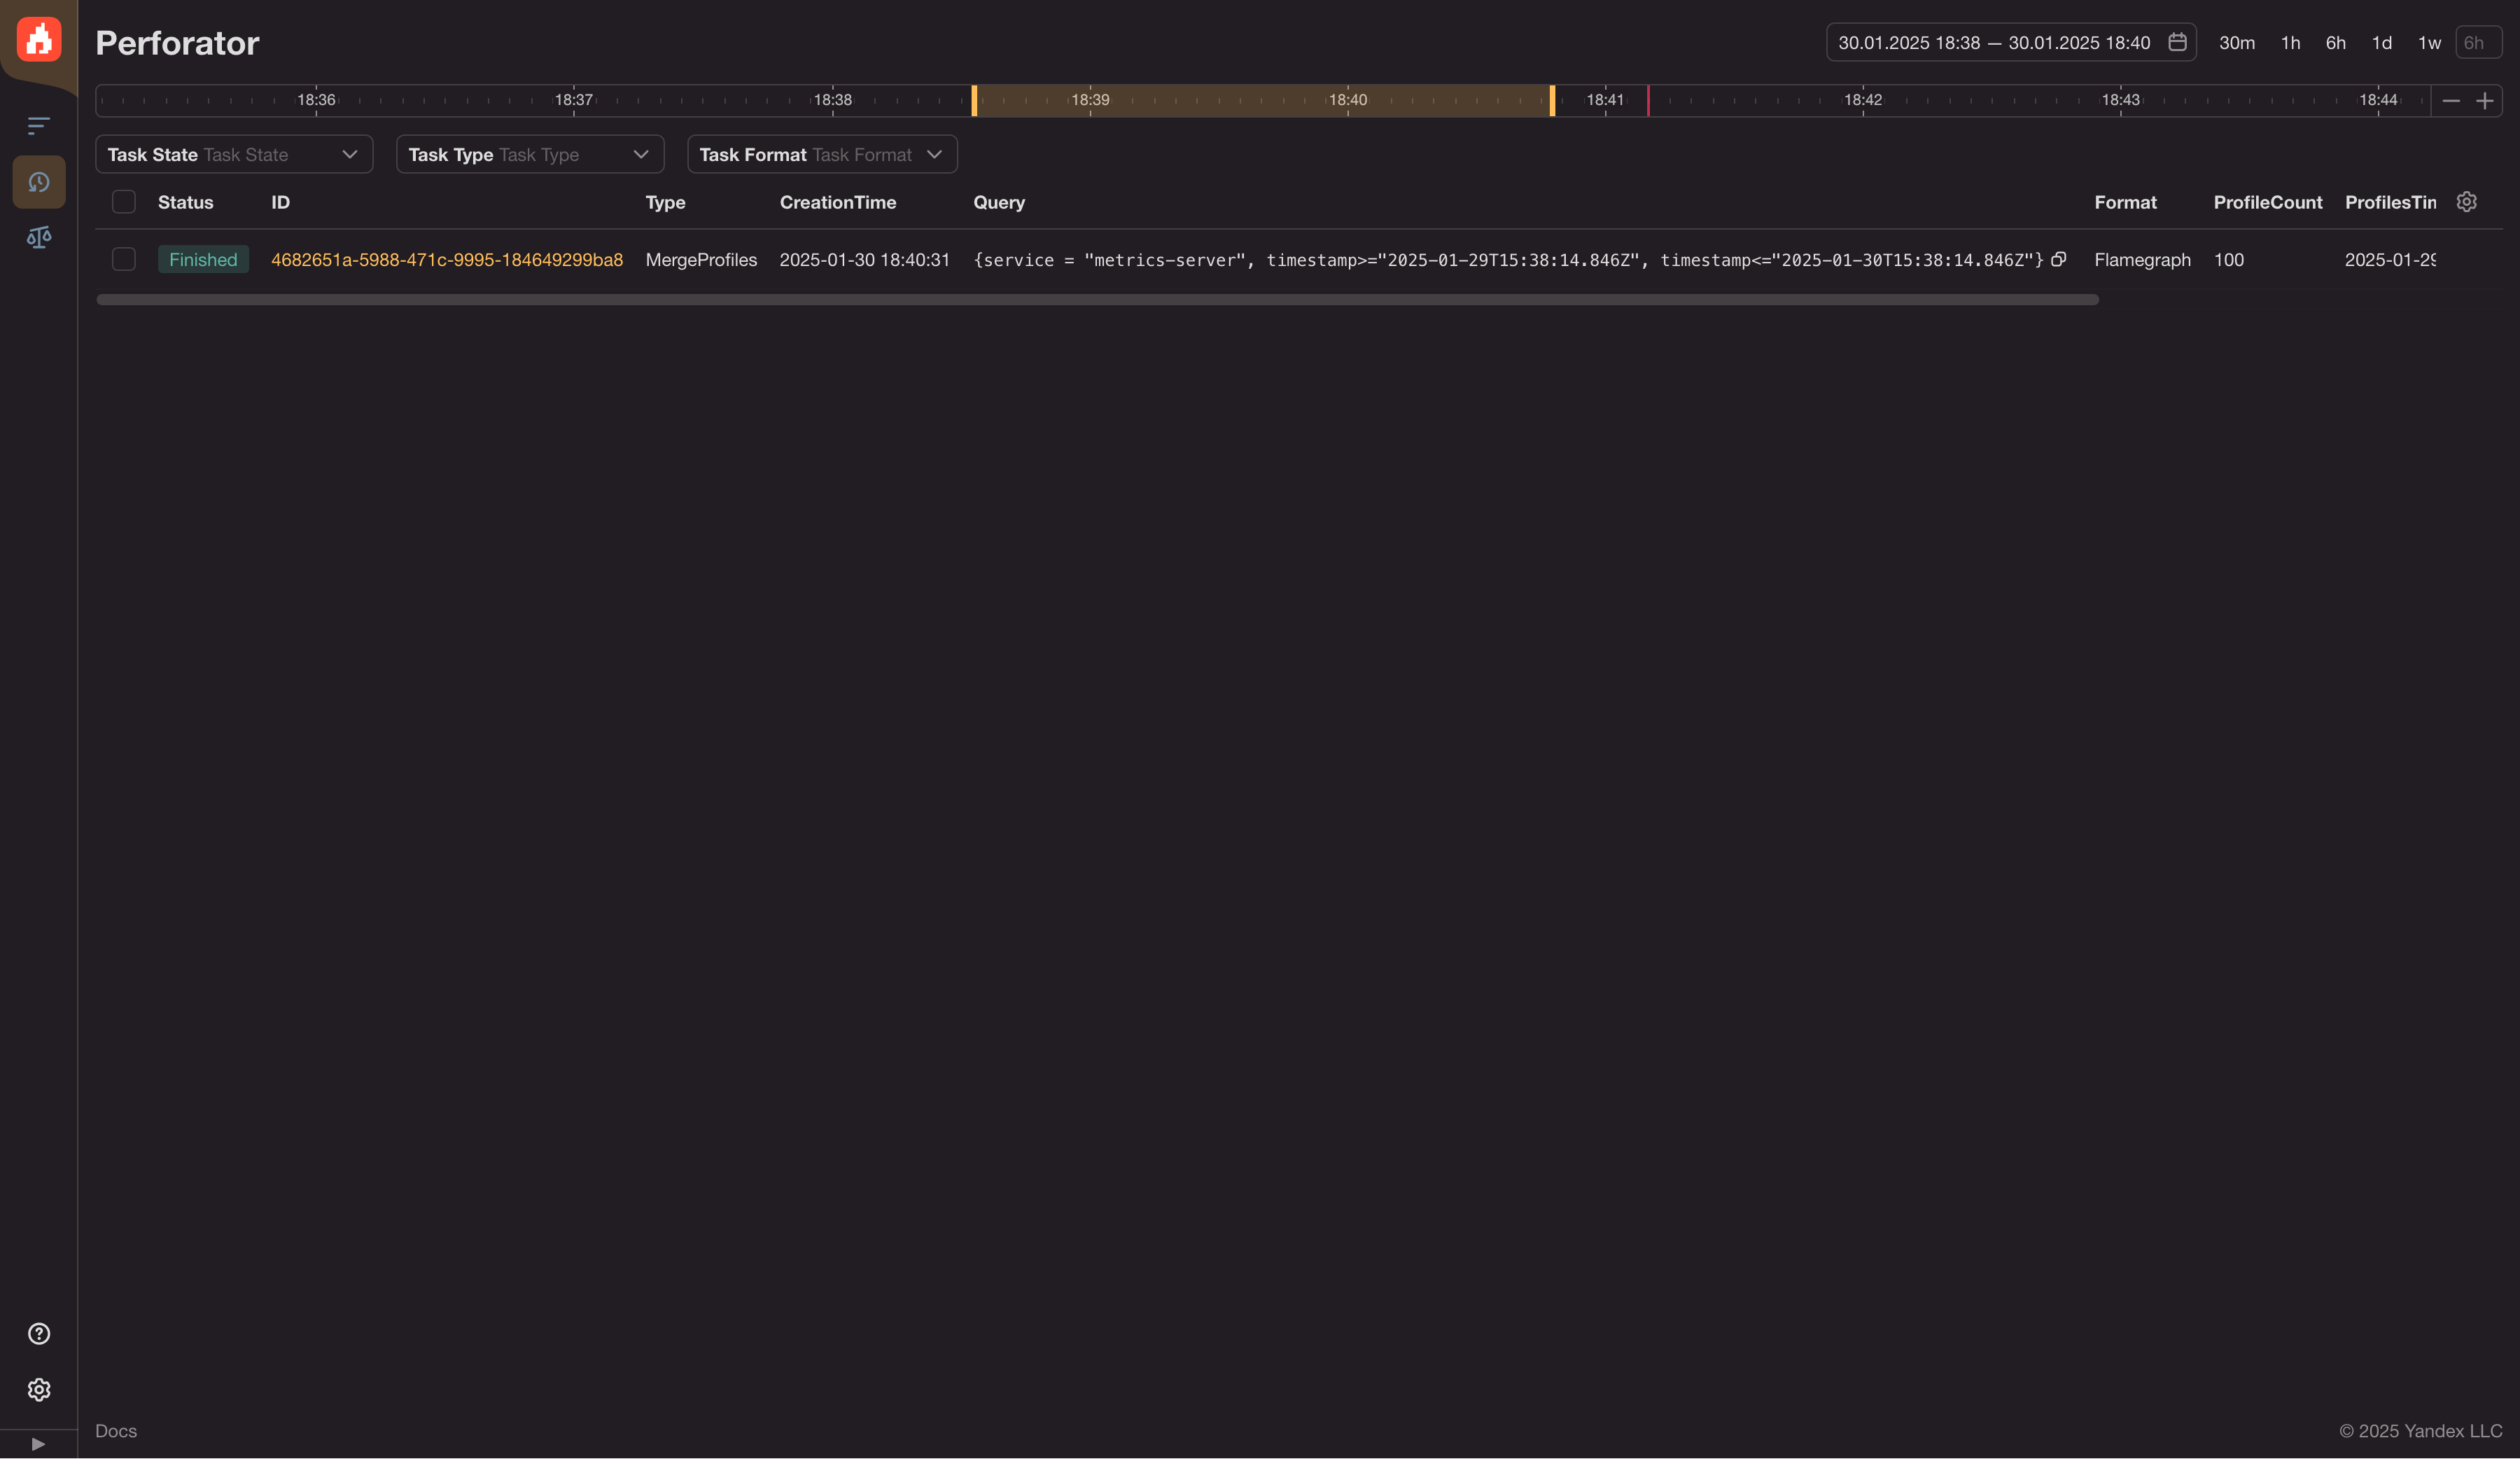 Perforator
30.01.2025 18:38 — 30.01.2025 18:40 30m 1h 6h 1d 1w 6h
18:36 18:37 18:38 18:39 18:40 18:41 18:42 18:43 18:44
Task State Task State Task Type Task Type Task Format Task Format
Status ID Type CreationTime Query Format ProfileCount ProfilesTim
Finished 4682651a-5988-471c-9995-184649299ba8 MergeProfiles 2025-01-30 18:40:31 {service = "metrics-server", timestamp>="2025-01-29T15:38:14.846Z", timestamp<="2025-01-30T15:38:14.846Z"} Flamegraph 100 2025-01-29
Docs © 2025 Yandex LLC